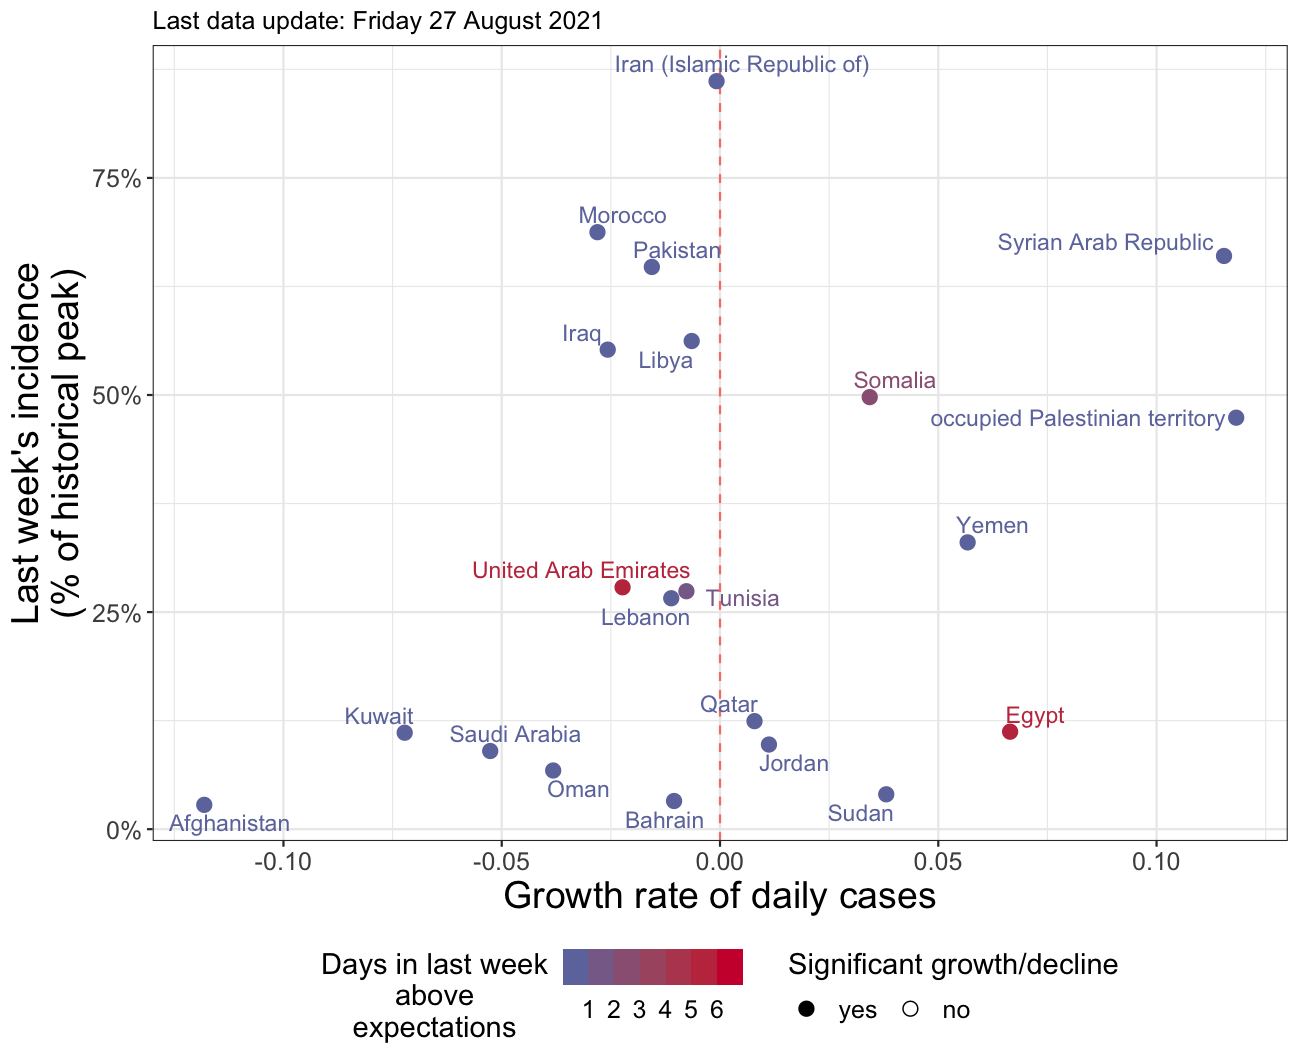 Last data update: Friday 27 August 2021
Iran (Islamic Republic of)
75%
Morocco
Syrian Arab Republic
Pakistan
Iraq
Libya
Somalia
50%
occupied Palestinian territory
Yemen
United Arab Emirates
Tunisia
25%
Lebanon
Qatar
Kuwait
Egypt
Saudi Arabia
Jordan
Oman
Sudan
Bahrain
Afghanistan
0%
Last week's incidence
(% of historical peak)
-0.10 -0.05 0.00 0.05 0.10
Growth rate of daily cases
Days in last week
above
expectations
1 2 3 4 5 6
Significant growth/decline
yes no